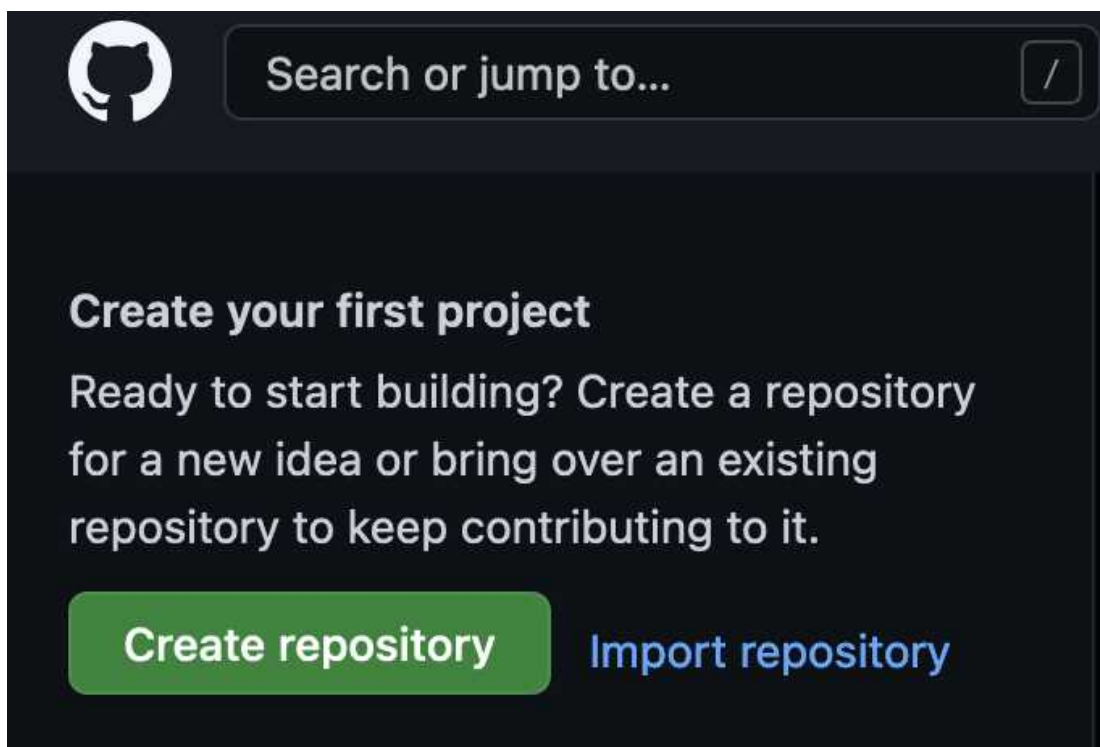 Search or jump to...
/
Create your first project
Ready to start building? Create a repository
for a new idea or bring over an existing
repository to keep contributing to it.
Create repository
Import repository